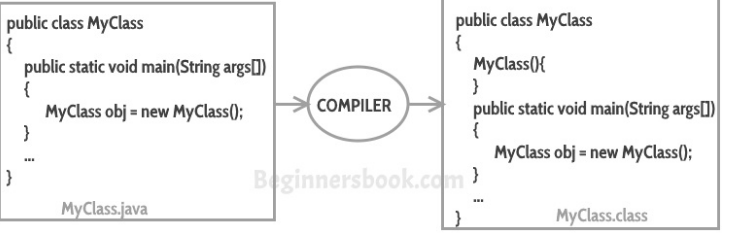 public class MyClass
{
public static void main(String args[])
{
MyClass obj = new MyClass();
}
...
}
MyClass.java
COMPILER
public class MyClass
{
MyClass(){
}
public static void main(String args[])
{
MyClass obj = new MyClass();
}
...
}
MyClass.class
Beginnersbook.com